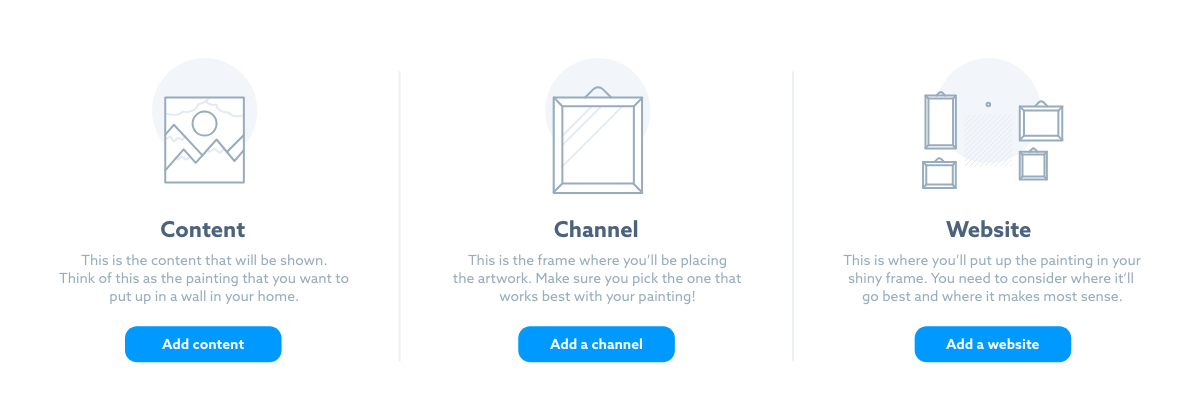 Content
This is the content that will be shown.
Think of this as the painting that you want to
put up in a wall in your home.
Add content
Channel
This is the frame where you’ll be placing
the artwork. Make sure you pick the one that
works best with your painting!
Add a channel
Website
This is where you’ll put up the painting in your
shiny frame. You need to consider where it’ll
go best and where it makes most sense.
Add a website